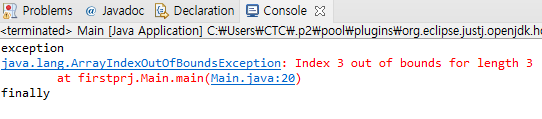 Problems @ Javadoc Declaration Console ×
<terminated> Main [Java Application] C:₩Users₩CTC₩.p2₩pool₩plugins₩org.eclipse.justj.openjdk.h
exception
java.lang.ArrayIndexOutOfBoundsException: Index 3 out of bounds for length 3
at firstprj.Main.main(Main.java:20)
finally